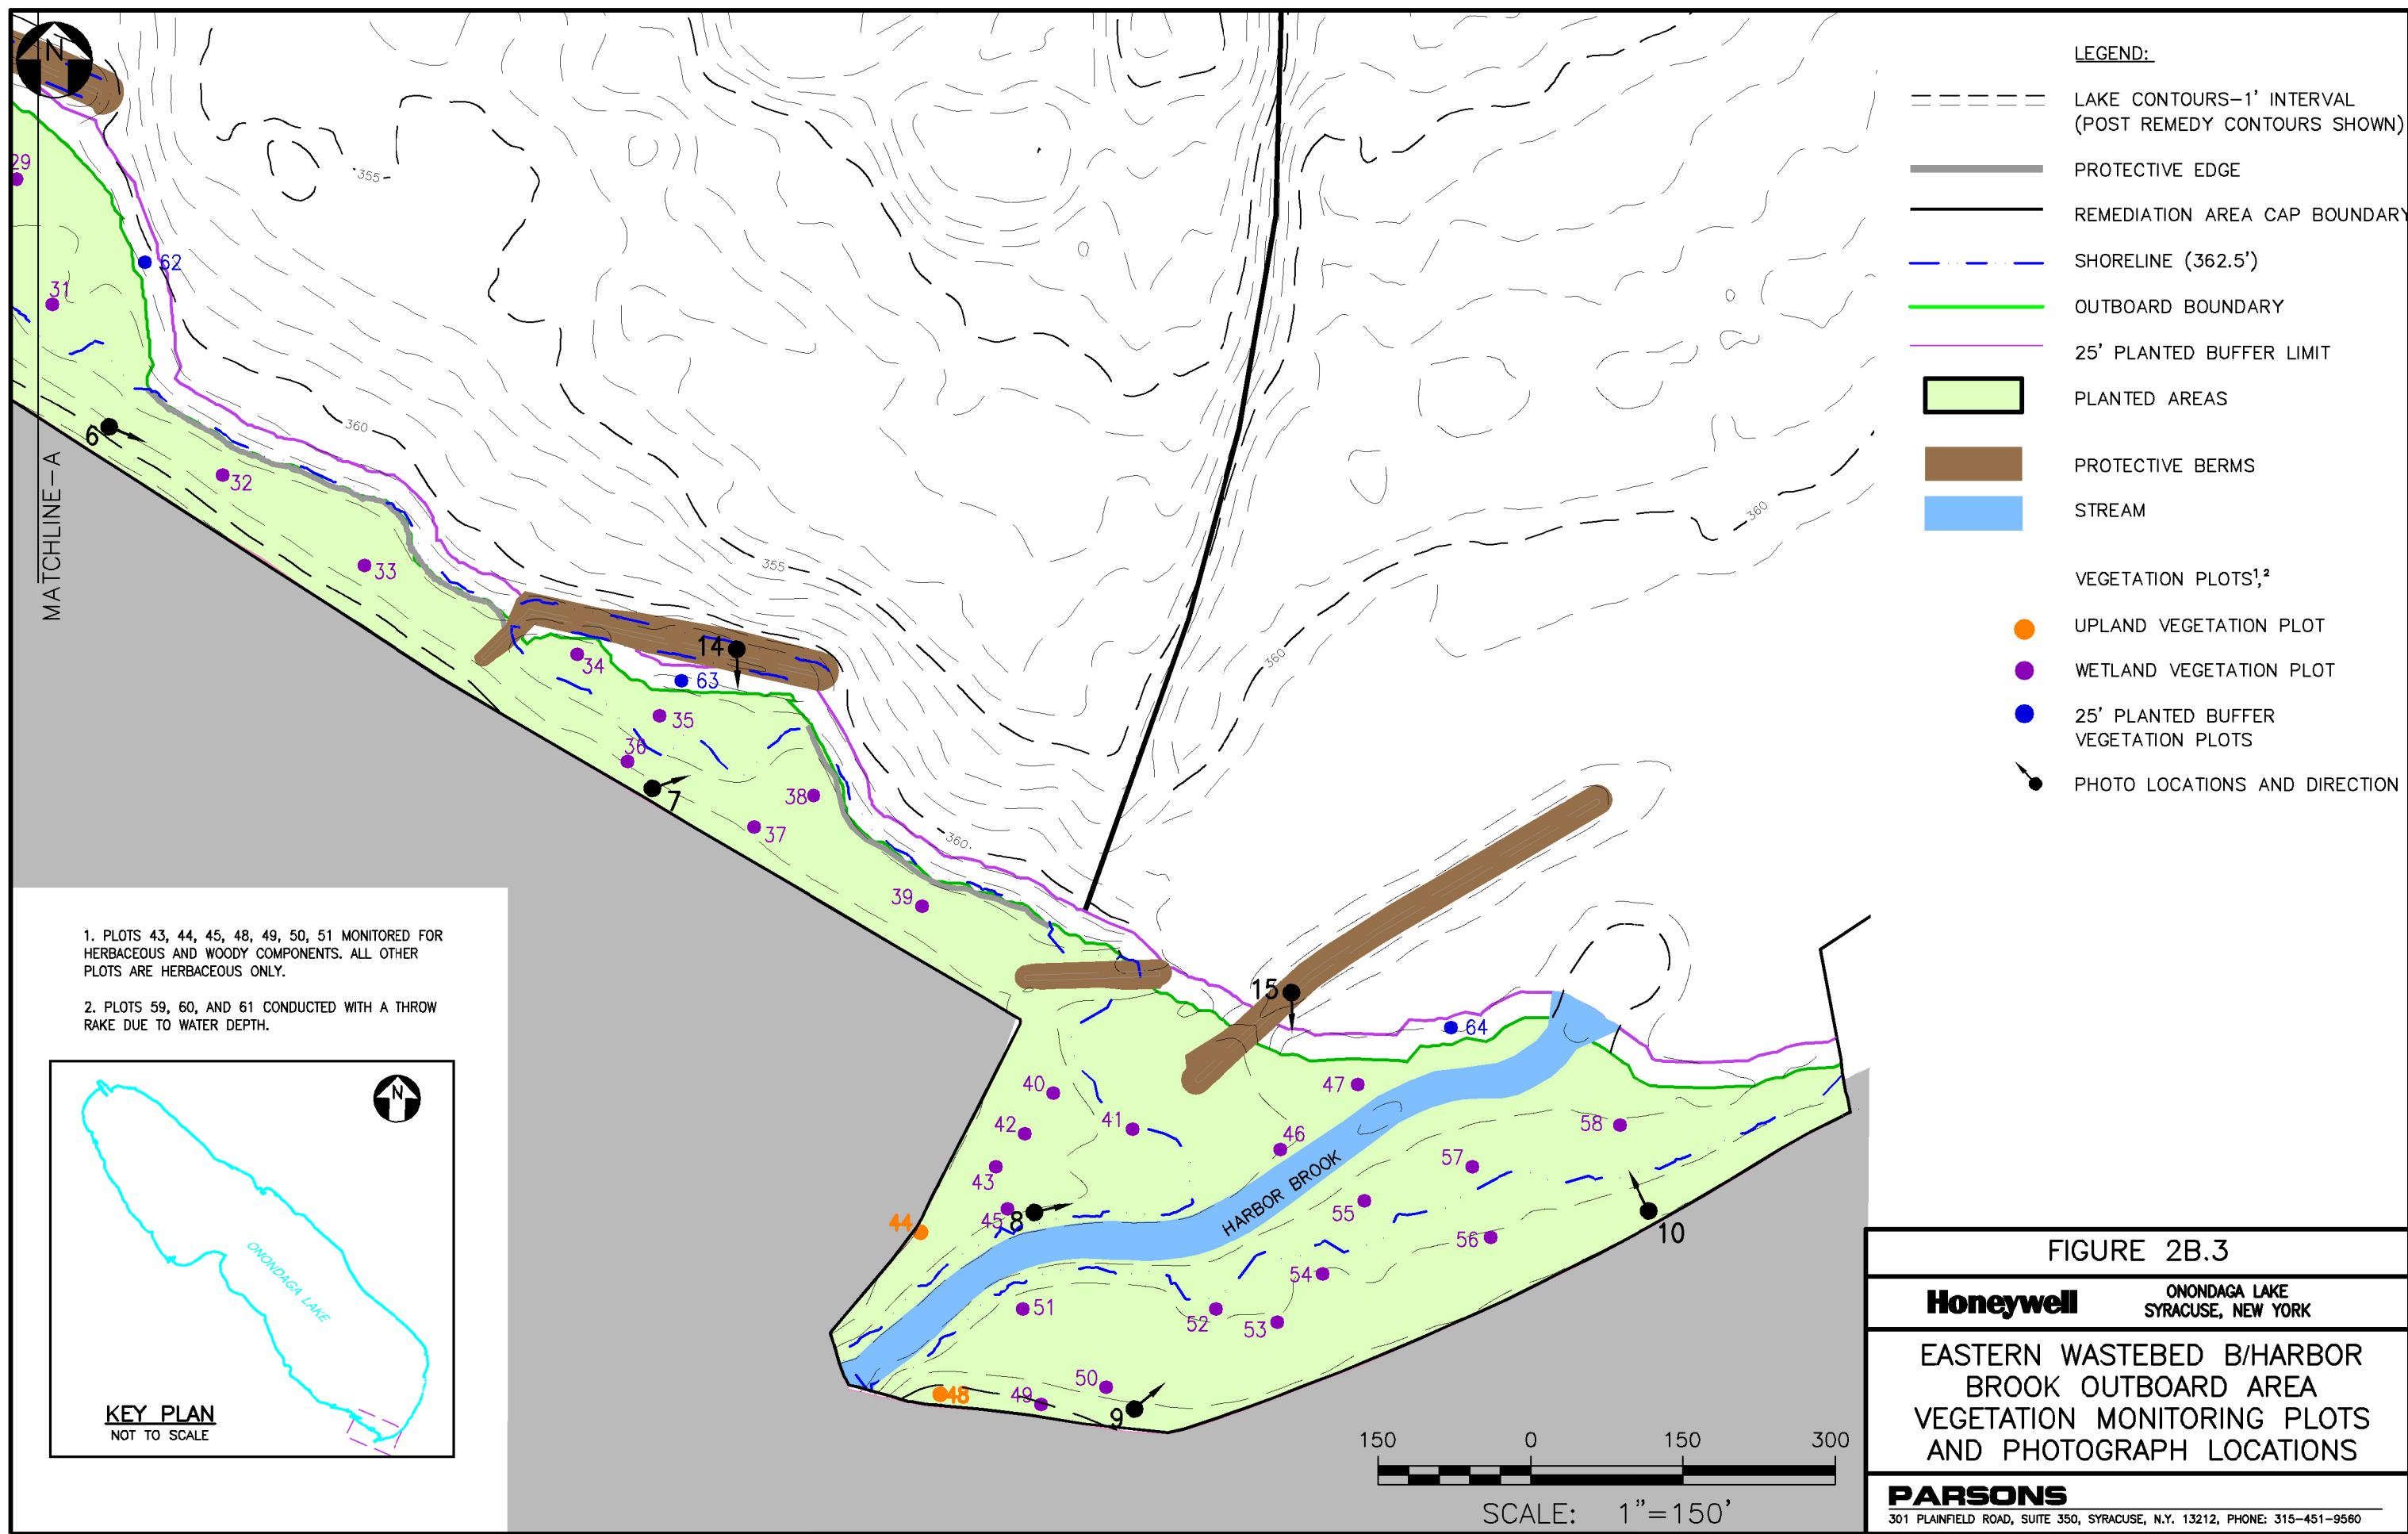 N
29
31
62
-355-
360
6
32
MATCHLINE-A
33
355
14
34
63
35
36
7
38
37
360
39
360
360
15
64
40
47
42
41
46
58
43
57
HARBOR BROOK
45
8
55
44
56
10
54
51
52
53
50
48
49
9
1. PLOTS 43, 44, 45, 48, 49, 50, 51 MONITORED FOR
HERBACEOUS AND WOODY COMPONENTS. ALL OTHER
PLOTS ARE HERBACEOUS ONLY.
2. PLOTS 59, 60, AND 61 CONDUCTED WITH A THROW
RAKE DUE TO WATER DEPTH.
N
ONONDAGA LAKE
KEY PLAN
NOT TO SCALE
150 0 150 300
SCALE: 1"=150'
LEGEND:
LAKE CONTOURS-1' INTERVAL
(POST REMEDY CONTOURS SHOWN)
PROTECTIVE EDGE
REMEDIATION AREA CAP BOUNDARY
SHORELINE (362.5')
OUTBOARD BOUNDARY
25' PLANTED BUFFER LIMIT
PLANTED AREAS
PROTECTIVE BERMS
STREAM
VEGETATION PLOTS1,2
UPLAND VEGETATION PLOT
WETLAND VEGETATION PLOT
25' PLANTED BUFFER
VEGETATION PLOTS
PHOTO LOCATIONS AND DIRECTION
FIGURE 2B.3
Honeywell
ONONDAGA LAKE
SYRACUSE, NEW YORK
EASTERN WASTEBED B/HARBOR
BROOK OUTBOARD AREA
VEGETATION MONITORING PLOTS
AND PHOTOGRAPH LOCATIONS
PARSONS
301 PLAINFIELD ROAD, SUITE 350, SYRACUSE, N.Y. 13212, PHONE: 315-451-9560